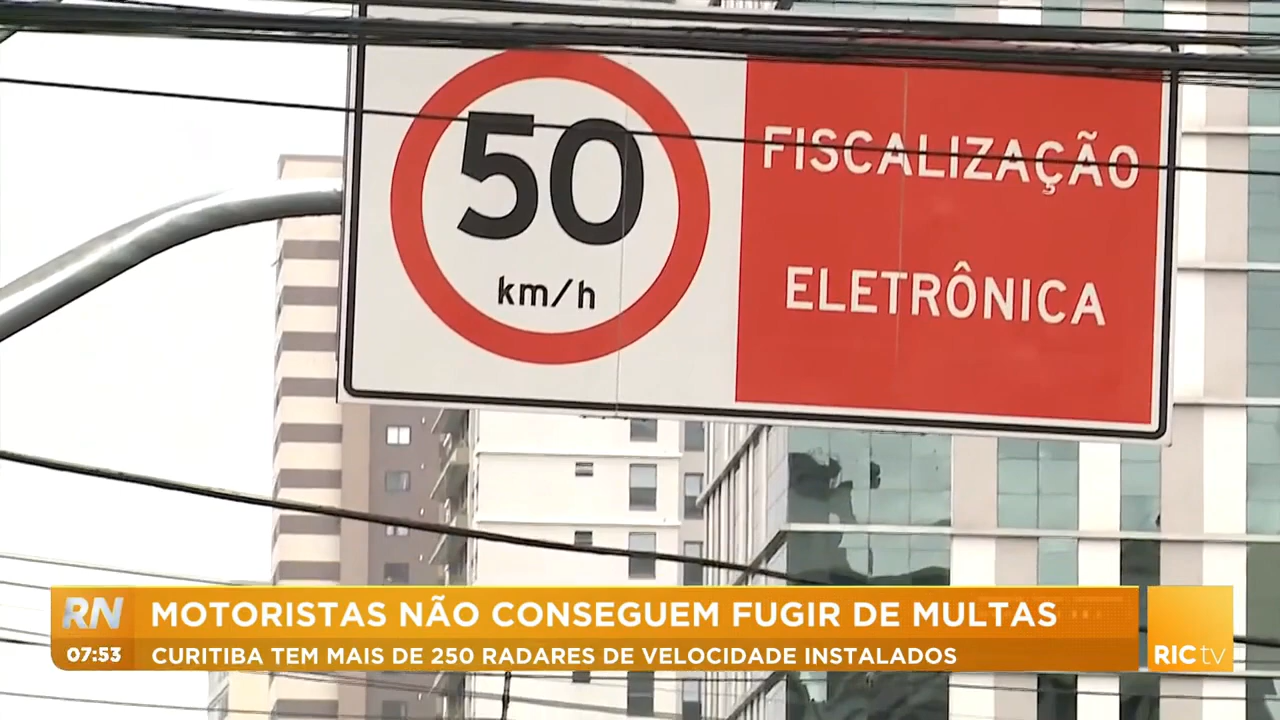 50
km/h
FISCALIZAÇÃO
ELETRÔNICA
RN
MOTORISTAS NÃO CONSEGUEM FUGIR DE MULTAS
07:53
CURITIBA TEM MAIS DE 250 RADARES DE VELOCIDADE INSTALADOS
RICtv